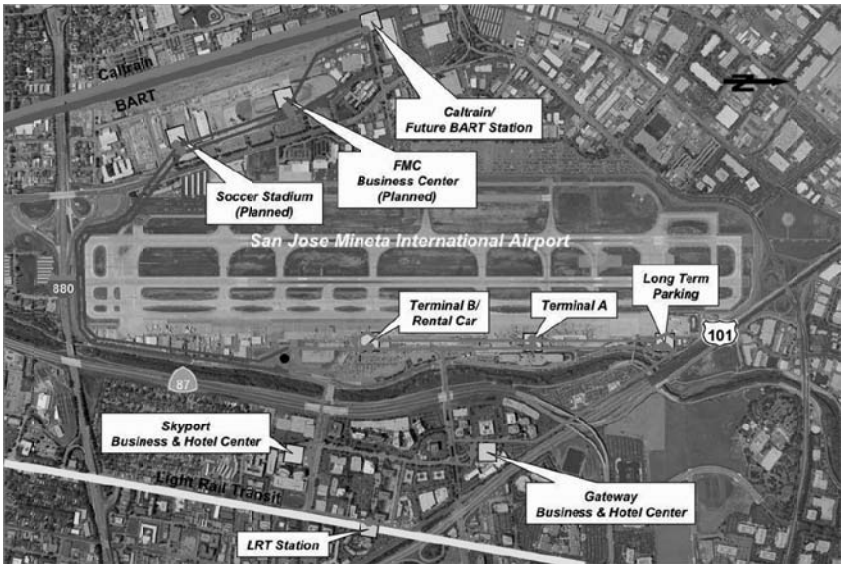 Caltrain
BART
N
Caltrain/
Future BART Station
FMC
Business Center
(Planned)
Soccer Stadium
(Planned)
San Jose Mineta International Airport
880
Long Term
Parking
Terminal B/
Rental Car
Terminal A
101
87
Skyport
Business & Hotel Center
Light Rail Transit
Gateway
Business & Hotel Center
LRT Station